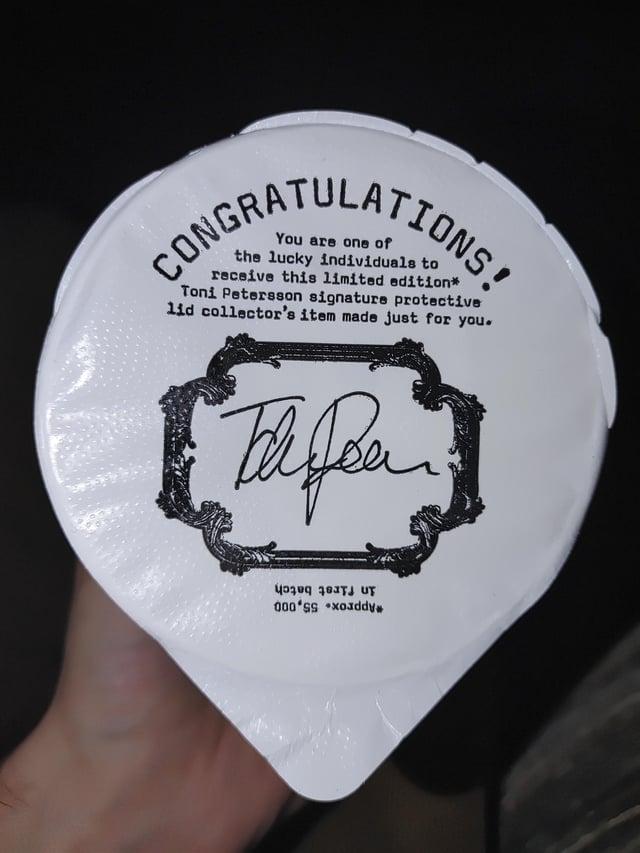 CONGRATULATIONS!
You are one of
the lucky individuals to
receive this limited edition*
Toni Petersson signature protective
lid collector's item made just for you.
*Approx. 55,000
in first batch